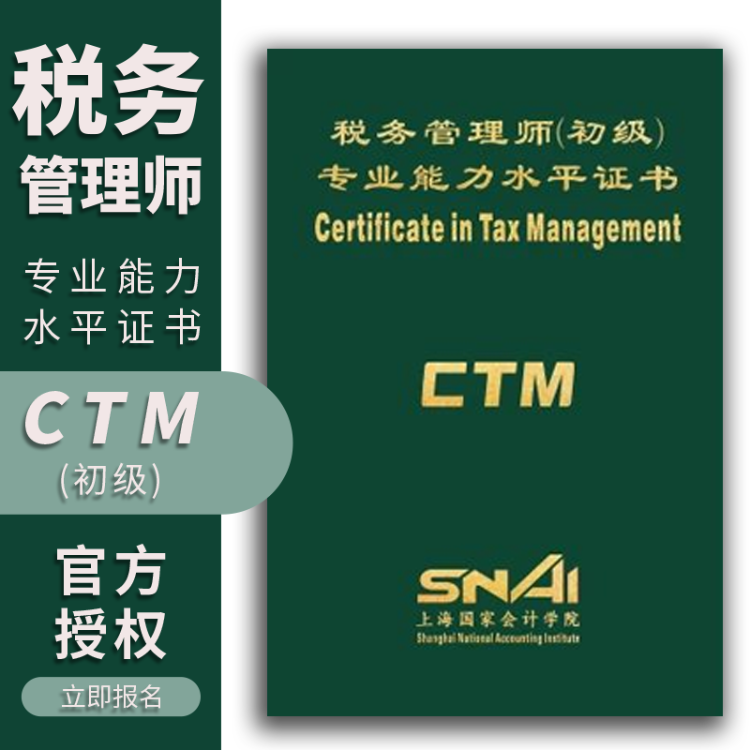 税务
管理师
专业能力
水平证书
CTM
(初级)
官方
授权
立即报名
税务管理师(初级)
专业能力水平证书
Certificate in Tax Management
CTM
SNAI
上海国家会计学院
Shanghai National Accounting Institute